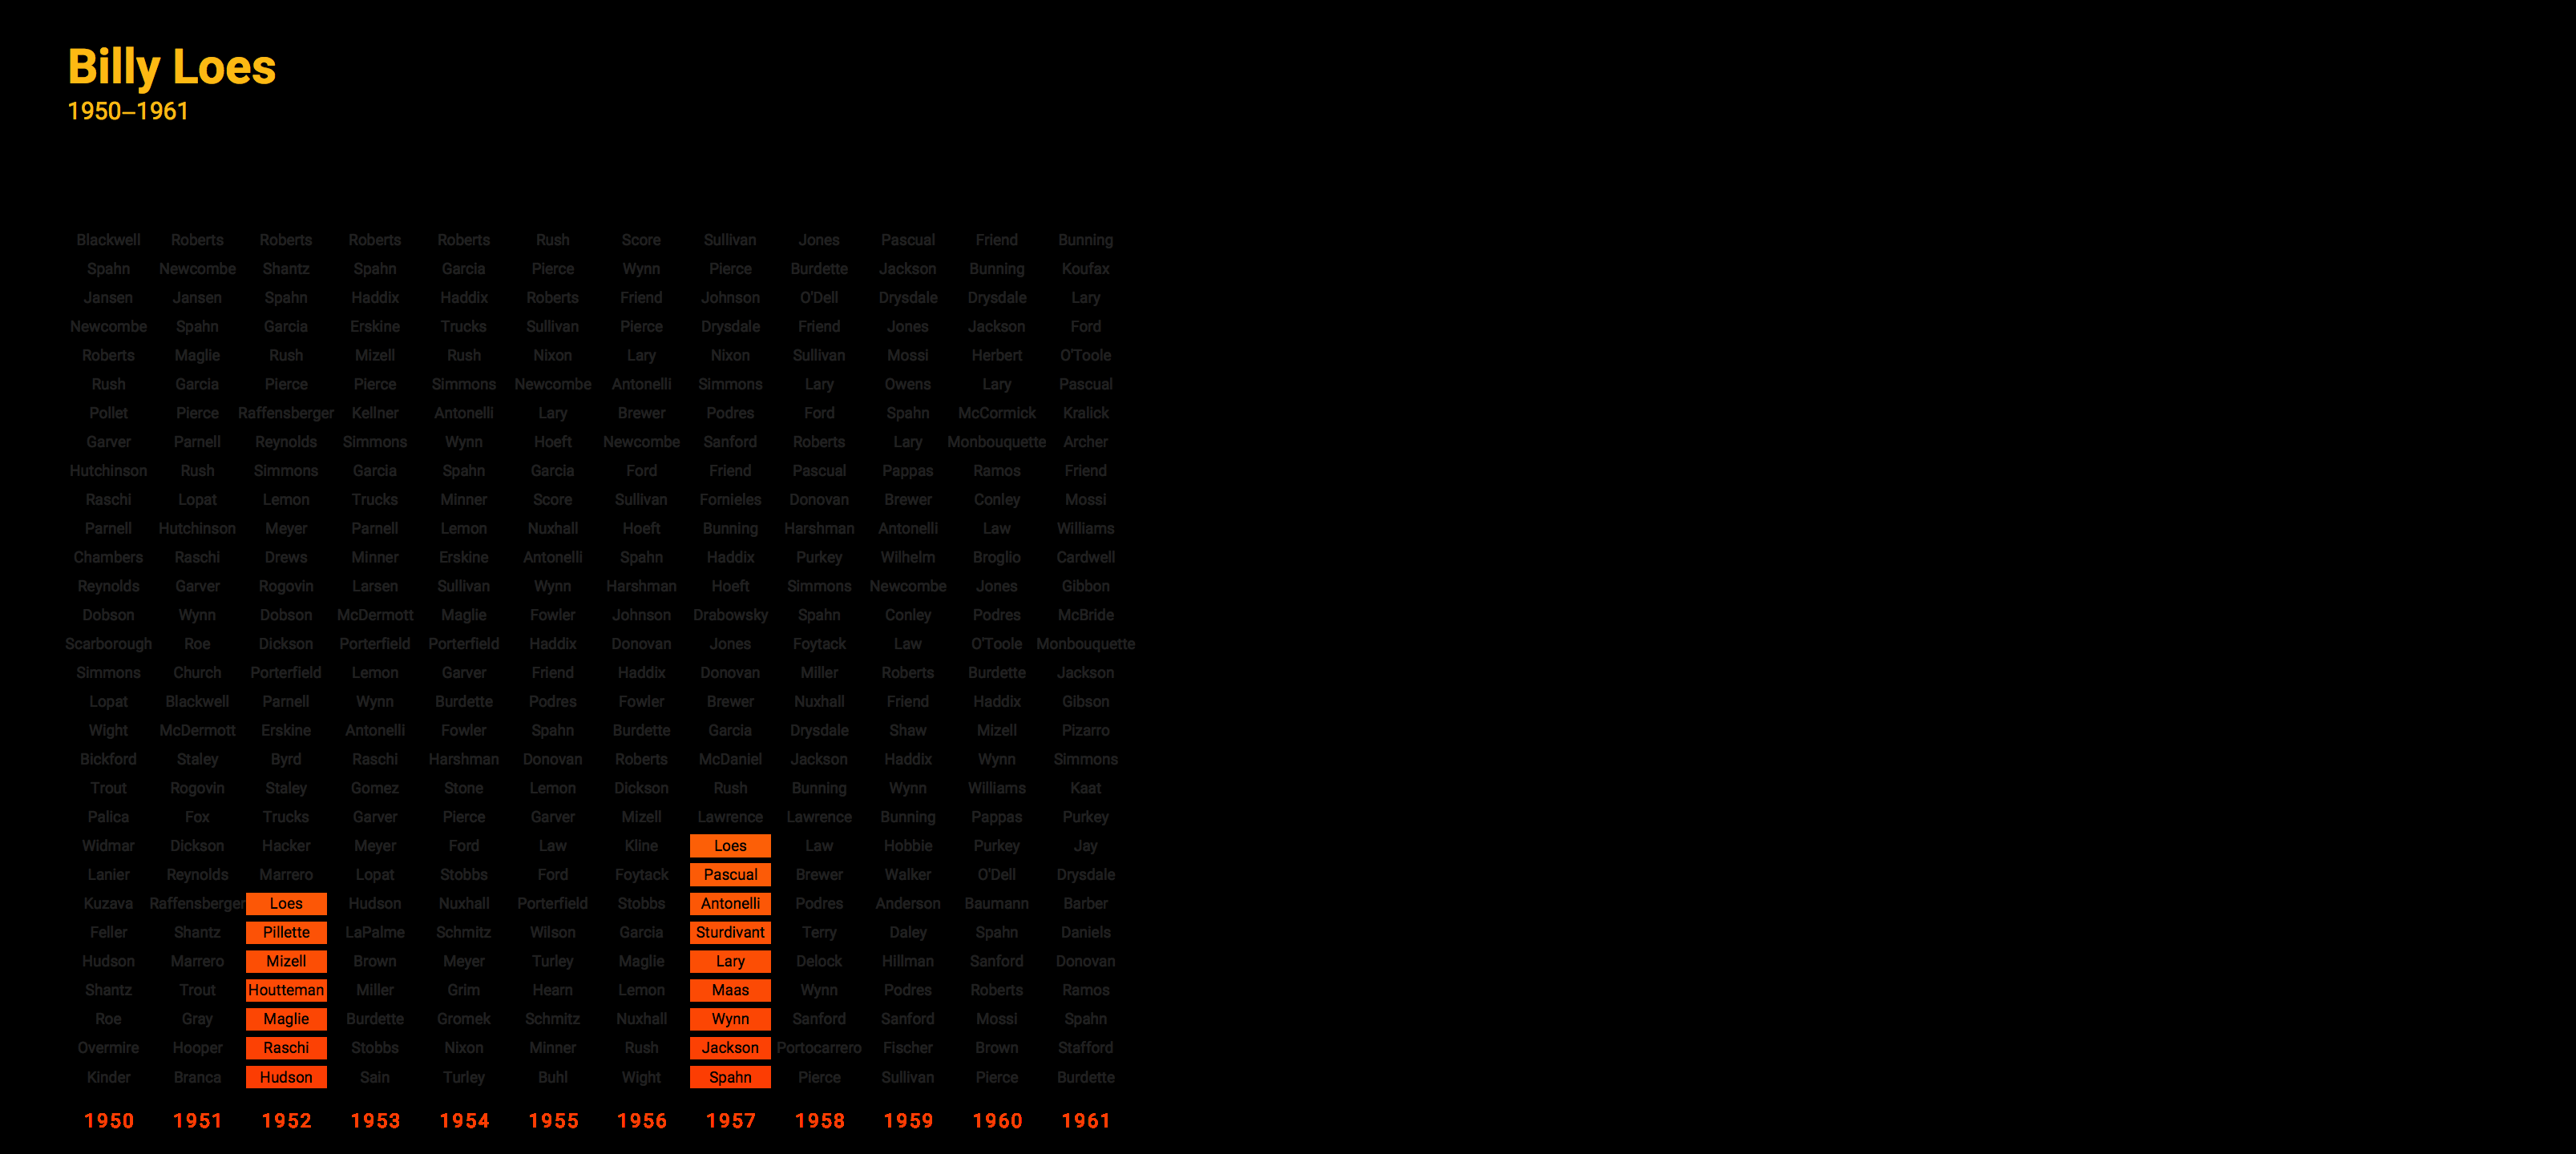 Billy Loes
1950–1961
Blackwell Roberts Roberts Roberts Roberts Rush Score Sullivan Jones Pascual Friend Bunning
Spahn Newcombe Shantz Spahn Garcia Pierce Wynn Pierce Burdette Jackson Bunning Koufax
Jansen Jansen Spahn Haddix Haddix Roberts Friend Johnson O'Dell Drysdale Drysdale Lary
Newcombe Spahn Garcia Erskine Trucks Sullivan Pierce Drysdale Friend Jones Jackson Ford
Roberts Maglie Rush Mizell Rush Nixon Lary Nixon Sullivan Mossi Herbert O'Toole
Rush Garcia Pierce Pierce Simmons Newcombe Antonelli Simmons Lary Owens Lary Pascual
Pollet Pierce Raffensberger Kellner Antonelli Lary Brewer Podres Ford Spahn McCormick Kralick
Garver Parnell Reynolds Simmons Wynn Hoeft Newcombe Sanford Roberts Lary Monbouquette Archer
Hutchinson Rush Simmons Garcia Spahn Garcia Ford Friend Pascual Pappas Ramos Friend
Raschi Lopat Lemon Trucks Minner Score Sullivan Fornieles Donovan Brewer Conley Mossi
Parnell Hutchinson Meyer Parnell Lemon Nuxhall Hoeft Bunning Harshman Antonelli Law Williams
Chambers Raschi Drews Minner Erskine Antonelli Spahn Haddix Purkey Wilhelm Broglio Cardwell
Reynolds Garver Rogovin Larsen Sullivan Wynn Harshman Hoeft Simmons Newcombe Jones Gibbon
Dobson Wynn Dobson McDermott Maglie Fowler Johnson Drabowsky Spahn Conley Podres McBride
Scarborough Roe Dickson Porterfield Porterfield Haddix Donovan Jones Foytack Law O'Toole Monbouquette
Simmons Church Porterfield Lemon Garver Friend Haddix Donovan Miller Roberts Burdette Jackson
Lopat Blackwell Parnell Wynn Burdette Podres Fowler Brewer Nuxhall Friend Haddix Gibson
Wight McDermott Erskine Antonelli Fowler Spahn Burdette Garcia Drysdale Shaw Mizell Pizarro
Bickford Staley Byrd Raschi Harshman Donovan Roberts McDaniel Jackson Haddix Wynn Simmons
Trout Rogovin Staley Gomez Stone Lemon Dickson Rush Bunning Wynn Williams Kaat
Palica Fox Trucks Garver Pierce Garver Mizell Lawrence Lawrence Bunning Pappas Purkey
Widmar Dickson Hacker Meyer Ford Law Kline Loes Law Hobbie Purkey Jay
Lanier Reynolds Marrero Lopat Stobbs Ford Foytack Pascual Brewer Walker O'Dell Drysdale
Kuzava Raffensberger Loes Hudson Nuxhall Porterfield Stobbs Antonelli Podres Anderson Baumann Barber
Feller Shantz Pillette LaPalme Schmitz Wilson Garcia Sturdivant Terry Daley Spahn Daniels
Hudson Marrero Mizell Brown Meyer Turley Maglie Lary Delock Hillman Sanford Donovan
Shantz Trout Houtteman Miller Grim Hearn Lemon Maas Wynn Podres Roberts Ramos
Roe Gray Maglie Burdette Gromek Schmitz Nuxhall Wynn Sanford Sanford Mossi Spahn
Overmire Hooper Raschi Stobbs Nixon Minner Rush Jackson Portocarrero Fischer Brown Stafford
Kinder Branca Hudson Sain Turley Buhl Wight Spahn Pierce Sullivan Pierce Burdette
1950 1951 1952 1953 1954 1955 1956 1957 1958 1959 1960 1961